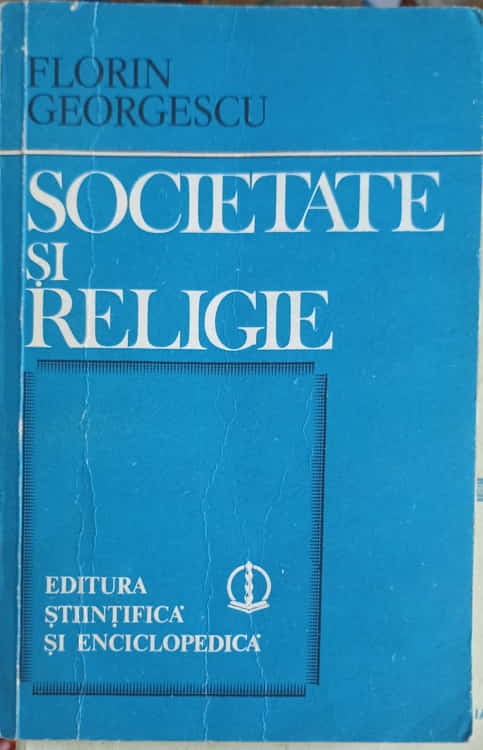 FLORIN
GEORGESCU
SOCIETATE
ȘI
RELIGIE
EDITURA
ȘTIINȚIFICĂ
ȘI ENCICLOPEDICĂ